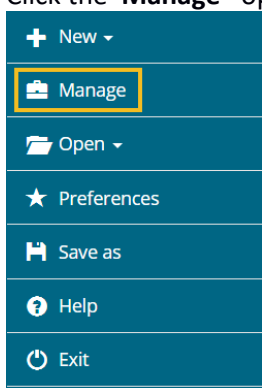 Click the "Manage" op
New
Manage
Open
Preferences
Save as
Help
Exit